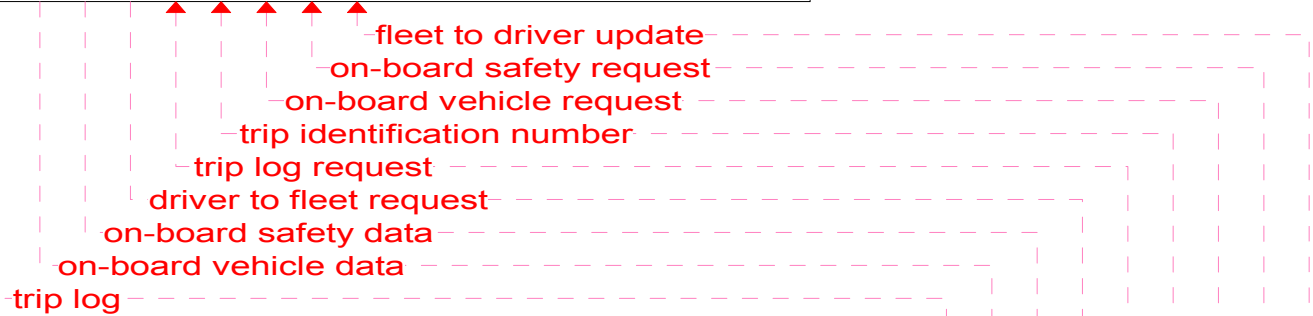 fleet to driver update
on-board safety request
on-board vehicle request
trip identification number
trip log request
driver to fleet request
on-board safety data
on-board vehicle data
trip log